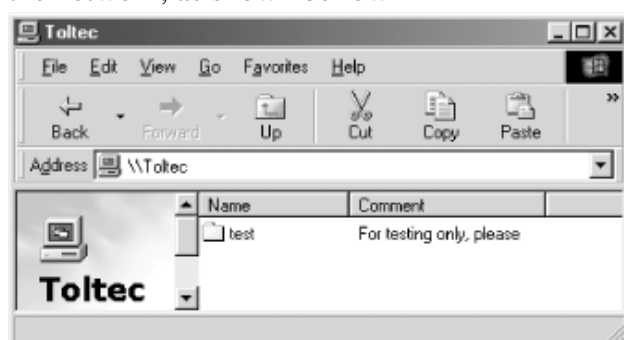 Toltec
File Edit View Go Favorites Help
Back Forward Up Cut Copy Paste »
Address \\Toltec
Name Comment
test For testing only, please
Toltec